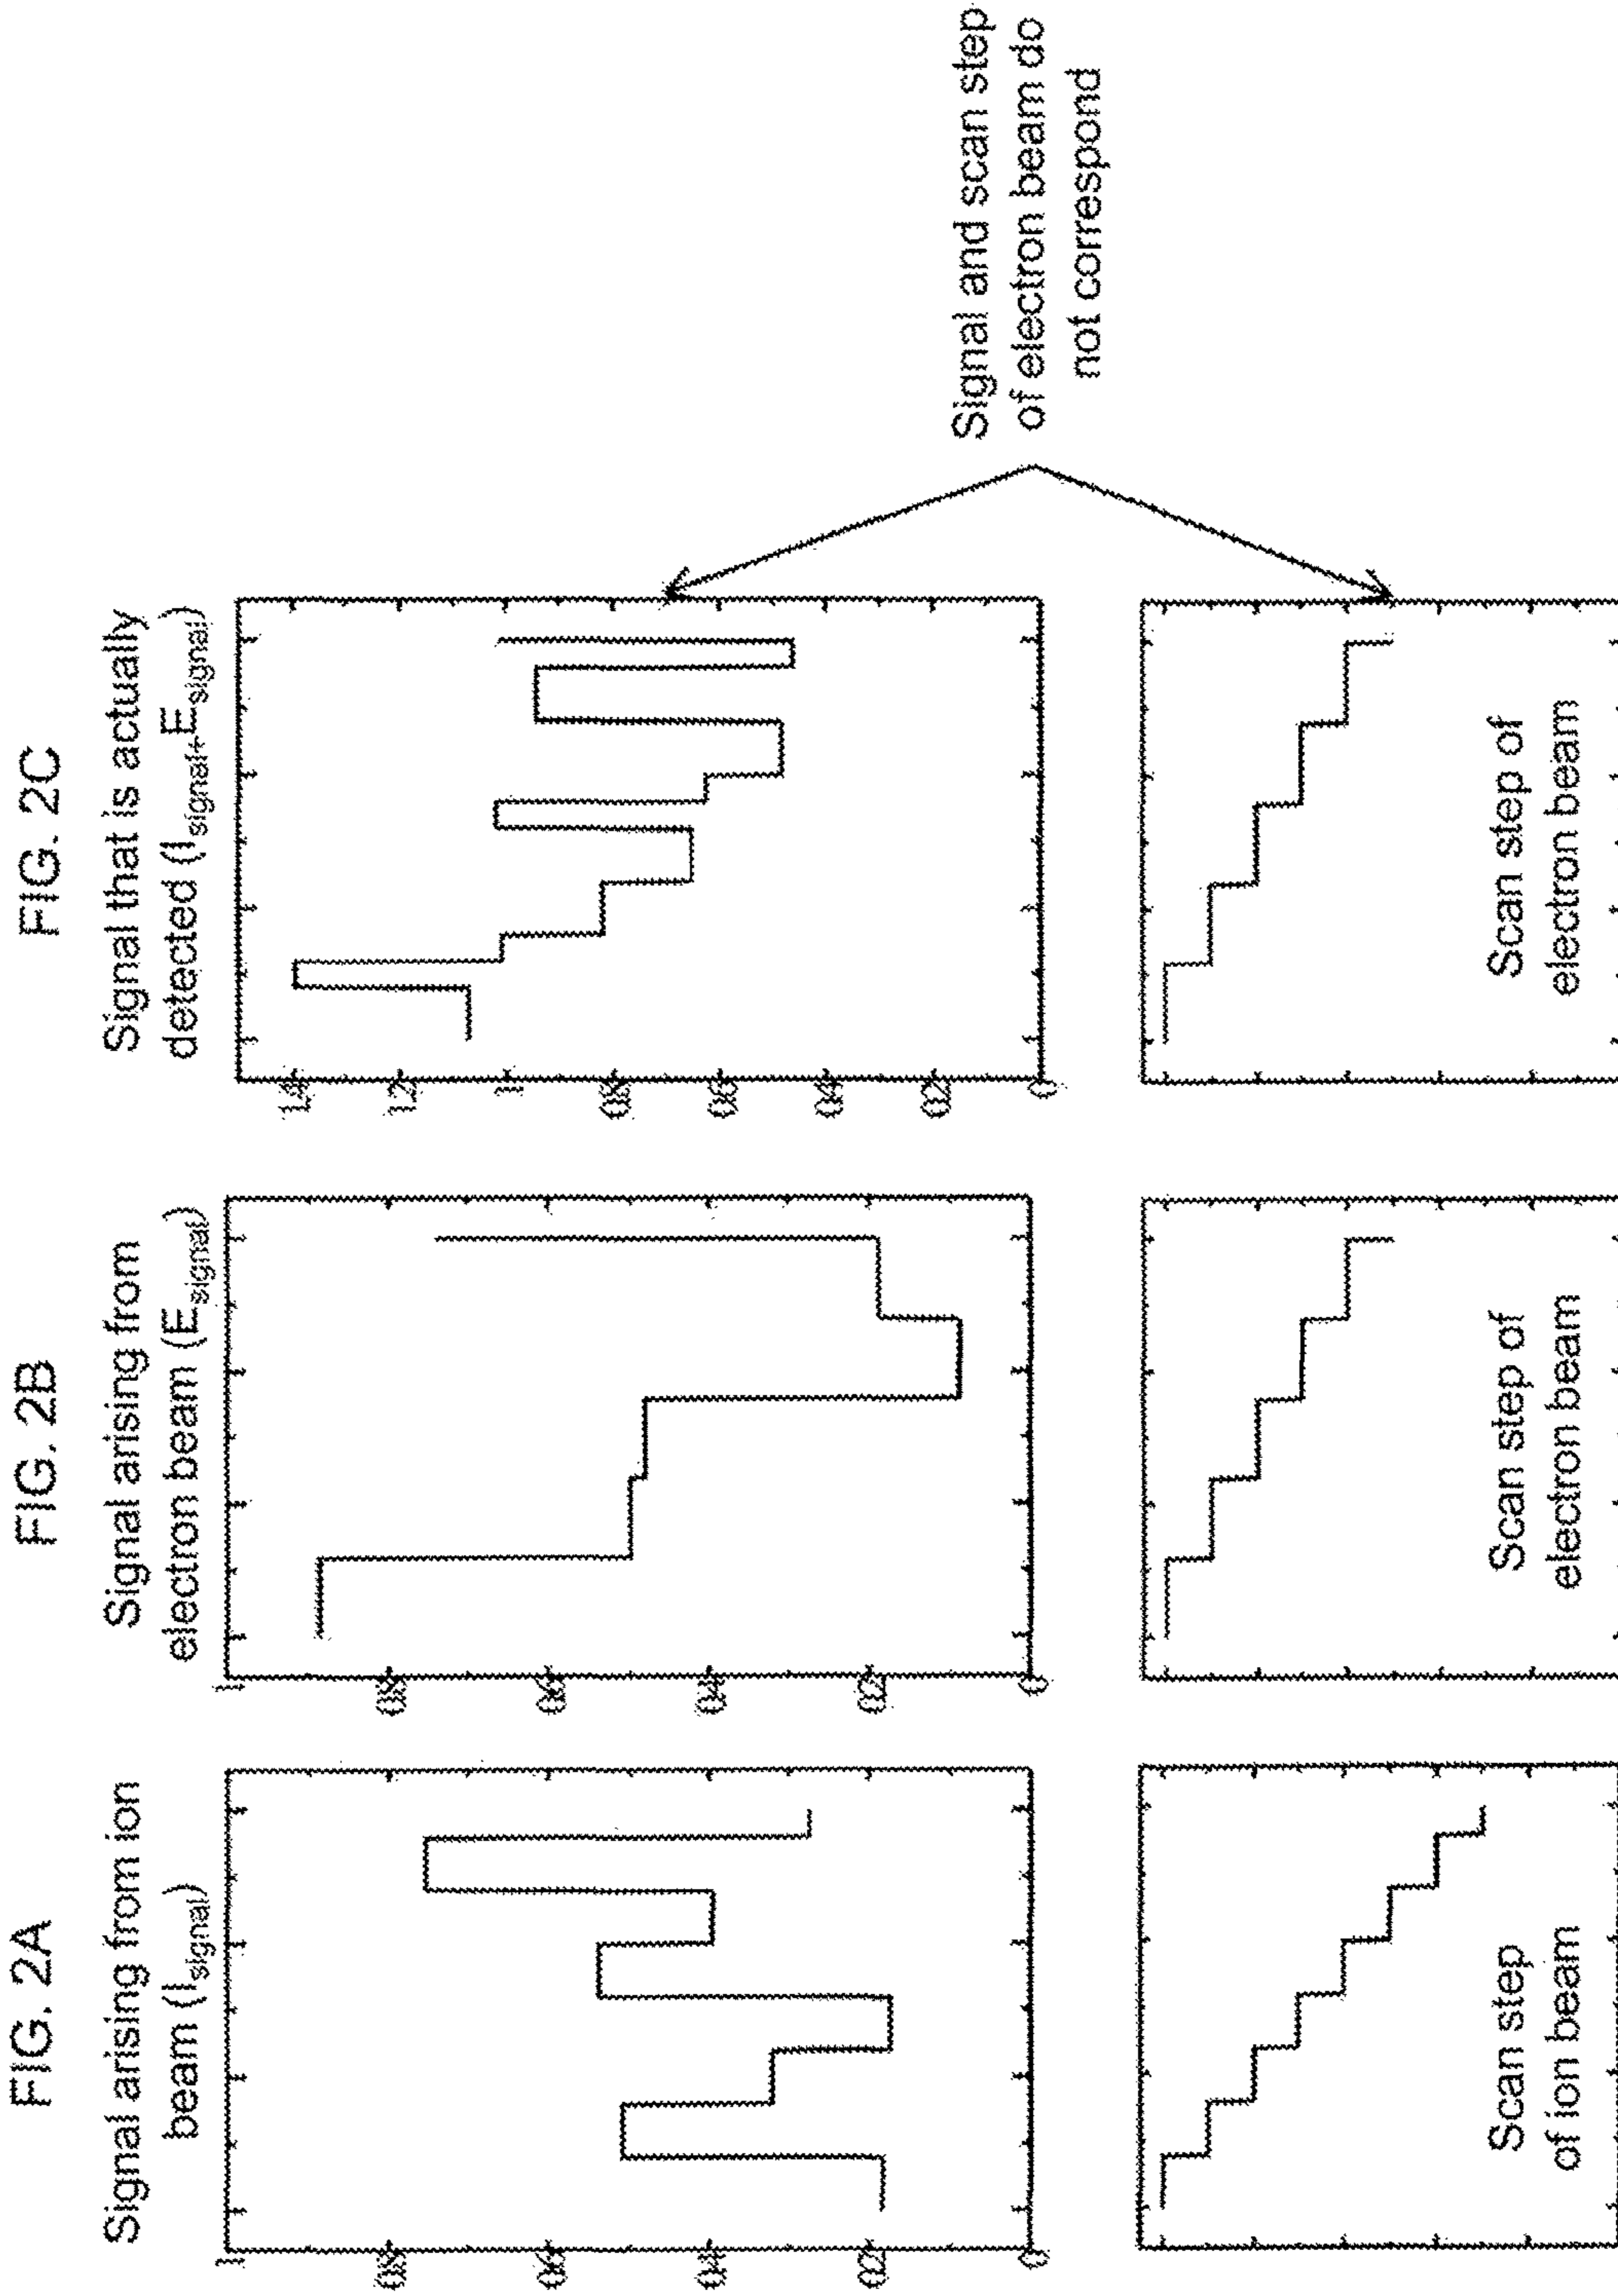 FIG. 2A
Signal arising from ion
beam (Isignal)
1
0.8
0.6
0.4
0.2
0
Scan step
of ion beam
FIG. 2B
Signal arising from
electron beam (Esignal)
1
0.8
0.6
0.4
0.2
0
Scan step of
electron beam
FIG. 2C
Signal that is actually
detected (Isignal+Esignal)
1.4
1.2
1
0.8
0.6
0.4
0.2
0
Scan step of
electron beam
Signal and scan step
of electron beam do
not correspond